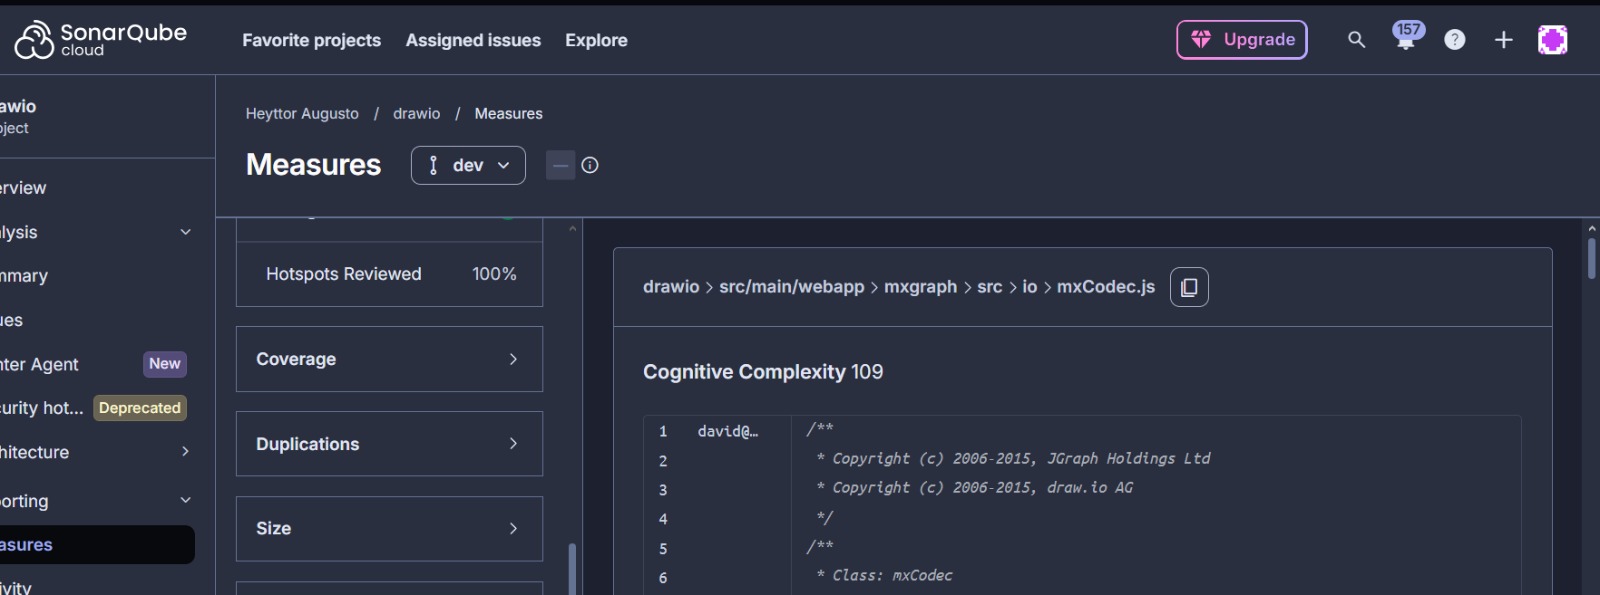 SonarQube
cloud
Favorite projects
Assigned issues
Explore
Upgrade
157
awio
oject
Heyttor Augusto / drawio / Measures
Measures
dev
erview
lysis
mmary
ues
nter Agent
New
urity hot...
Deprecated
hitecture
orting
asures
ivity
Hotspots Reviewed 100%
Coverage
Duplications
Size
drawio > src/main/webapp > mxgraph > src > io > mxCodec.js
Cognitive Complexity 109
1 david@… /**
2 * Copyright (c) 2006-2015, JGraph Holdings Ltd
3 * Copyright (c) 2006-2015, draw.io AG
4 */
5 /**
6 * Class: mxCodec